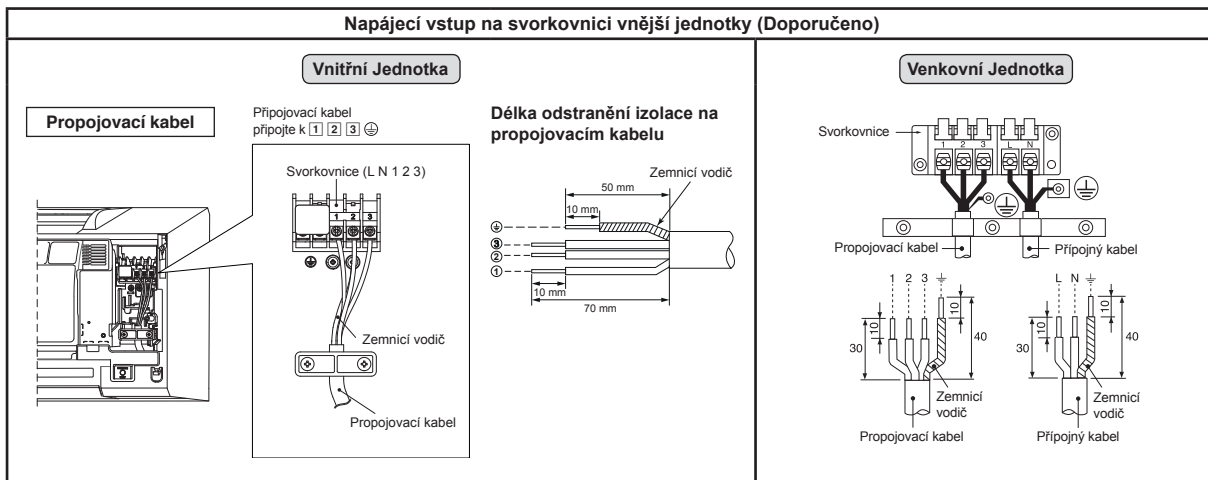 Napájecí vstup na svorkovnici vnější jednotky (Doporučeno)
Vnitřní Jednotka
Propojovací kabel
Připojovací kabel
připojte k 1 2 3 ⏚
Svorkovnice (L N 1 2 3)
1 2 3
Zemnicí vodič
Propojovací kabel
Délka odstranění izolace na
propojovacím kabelu
Zemnicí vodič
50 mm
10 mm
⏚
③
②
①
10 mm
70 mm
Venkovní Jednotka
Svorkovnice
1 2 3 L N
Propojovací kabel
Přípojný kabel
1 2 3 ⏚
10
10
30
40
Zemnicí
vodič
Propojovací kabel
L N ⏚
10
10
30
40
Zemnicí
vodič
Přípojný kabel